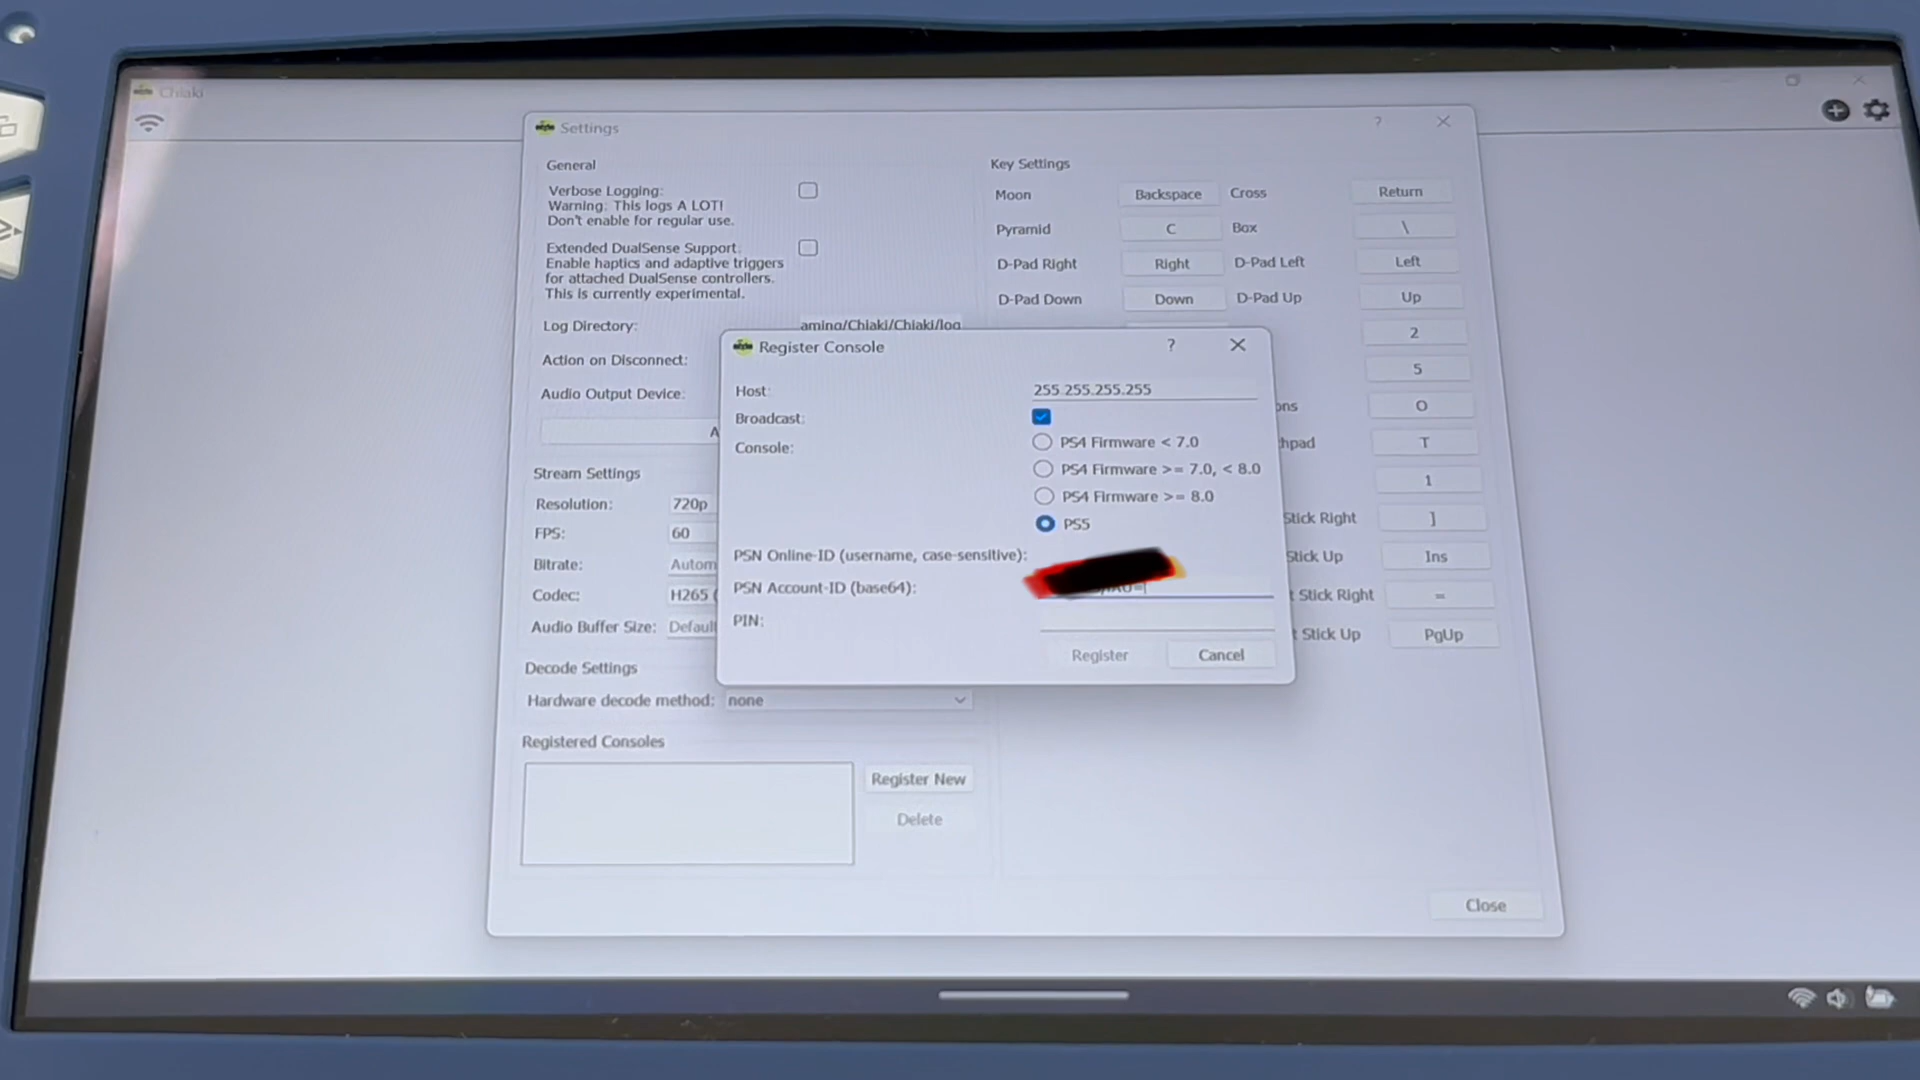 Chiaki
Settings
?
General
Verbose Logging:
Warning: This logs A LOT!
Don't enable for regular use.
Extended DualSense Support:
Enable haptics and adaptive triggers
for attached DualSense controllers.
This is currently experimental.
Log Directory:
aming/Chiaki/Chiaki/log
Action on Disconnect:
Audio Output Device:
A
Stream Settings
Resolution: 720p
FPS: 60
Bitrate: Autom
Codec: H265 (
Audio Buffer Size: Default
Decode Settings
Hardware decode method: none
Registered Consoles
Register New
Delete
Key Settings
Moon Backspace Cross Return
Pyramid C Box \
D-Pad Right Right D-Pad Left Left
D-Pad Down Down D-Pad Up Up
2
5
ons O
hpad T
1
Stick Right ]
Stick Up Ins
t Stick Right =
t Stick Up PgUp
Close
Register Console
?
Host: 255.255.255.255
Broadcast:
Console:
PS4 Firmware < 7.0
PS4 Firmware >= 7.0, < 8.0
PS4 Firmware >= 8.0
PS5
PSN Online-ID (username, case-sensitive):
PSN Account-ID (base64):
PIN:
Register Cancel